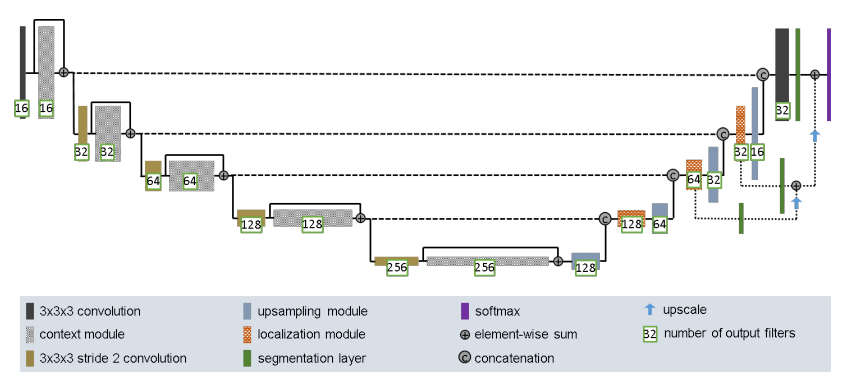 C
16
16
32
C
32
32
32
16
C
64
64
64
32
C
128
128
128
64
256
256
128
3x3x3 convolution
upsampling module
softmax
upscale
context module
localization module
element-wise sum
32
number of output filters
3x3x3 stride 2 convolution
segmentation layer
C
concatenation